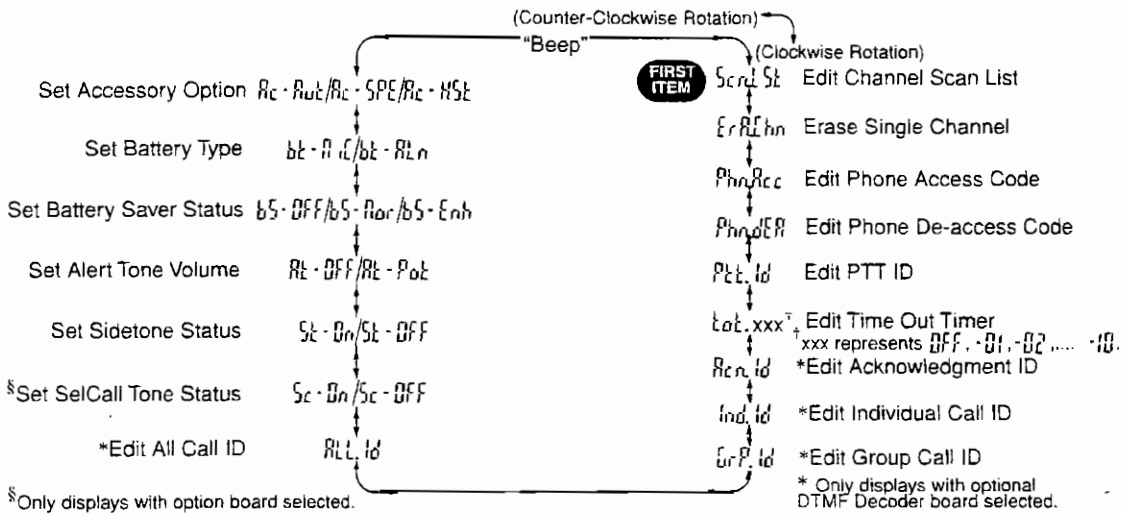 (Counter-Clockwise Rotation)
"Beep"
(Clockwise Rotation)
FIRST ITEM
ScnLSt Edit Channel Scan List
ErAChn Erase Single Channel
Phn.Acc Edit Phone Access Code
Phn.dEA Edit Phone De-access Code
Ptt. Id Edit PTT ID
tot. xxx† Edit Time Out Timer
†xxx represents OFF, -01, -02 ,.... -10.
Acn. Id *Edit Acknowledgment ID
Ind. Id *Edit Individual Call ID
GrP. Id *Edit Group Call ID
* Only displays with optional
DTMF Decoder board selected.
Set Accessory Option Ac - Aut/Ac - SPE/Ac - HSt
Set Battery Type bt - niC/bt - ALn
Set Battery Saver Status bS - OFF/bS - nor/bS - Enh
Set Alert Tone Volume At - OFF/At - Pot
Set Sidetone Status St - On/St - OFF
§Set SelCall Tone Status Sc - On/Sc - OFF
*Edit All Call ID ALL. Id
§Only displays with option board selected.